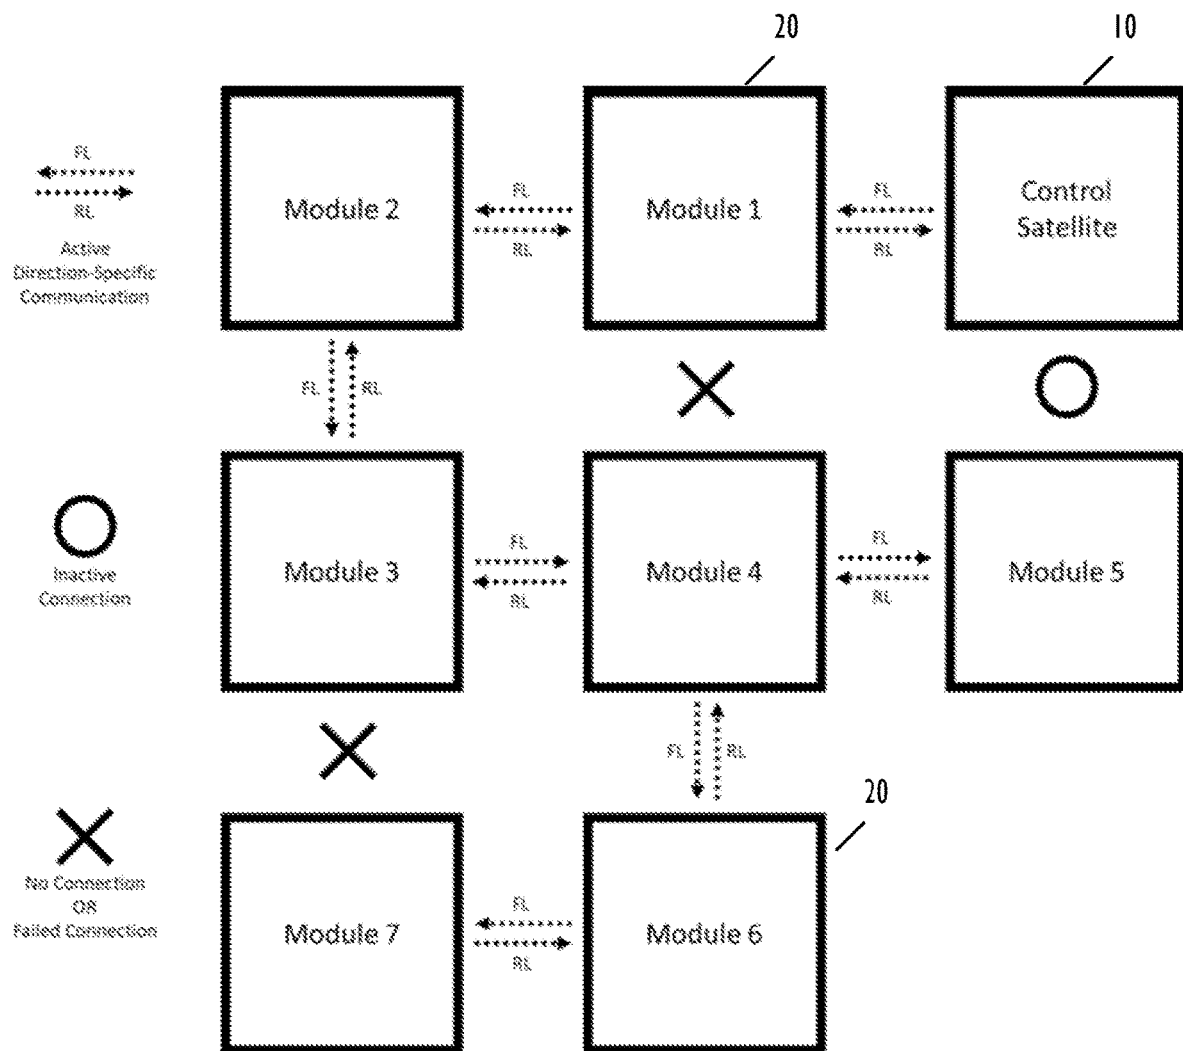 20
10
FL
RL
Active
Direction-Specific
Communication
Module 2
FL
RL
Module 1
FL
RL
Control
Satellite
FL
RL
Inactive
Connection
Module 3
FL
RL
Module 4
FL
RL
Module 5
FL
RL
20
No Connection
OR
Failed Connection
Module 7
FL
RL
Module 6